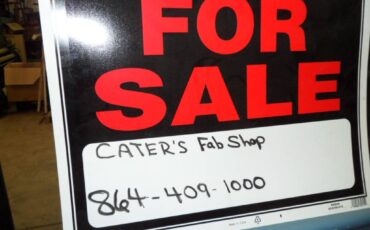 FOR
SALE
CATER'S Fab Shop
864-409-1000